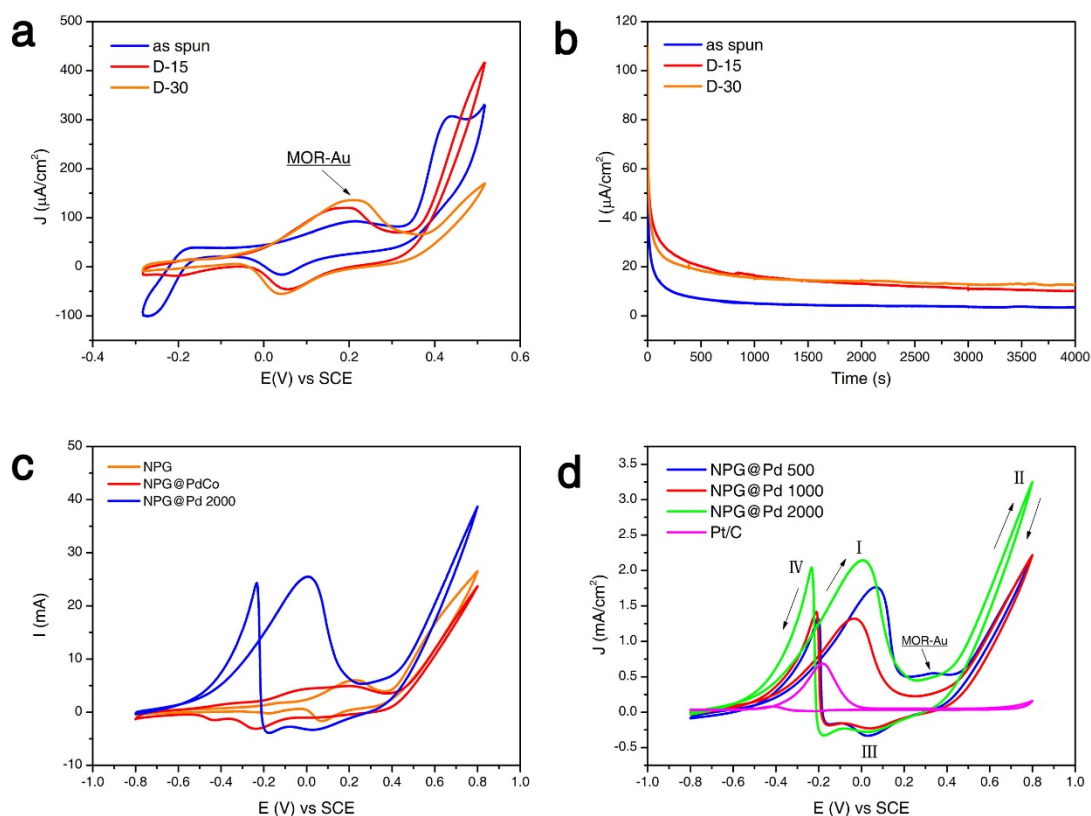 a
500
400
300
200
100
0
-100
J (µA/cm²)
as spun
D-15
D-30
MOR-Au
-0.4
-0.2
0.0
0.2
0.4
0.6
E(V) vs SCE
b
120
100
80
60
40
20
0
I (µA/cm²)
as spun
D-15
D-30
0
500
1000
1500
2000
2500
3000
3500
4000
Time (s)
c
50
40
30
20
10
0
-10
I (mA)
NPG
NPG@PdCo
NPG@Pd 2000
-1.0
-0.8
-0.6
-0.4
-0.2
0.0
0.2
0.4
0.6
0.8
1.0
E (V) vs SCE
d
3.5
3.0
2.5
2.0
1.5
1.0
0.5
0.0
-0.5
J (mA/cm²)
NPG@Pd 500
NPG@Pd 1000
NPG@Pd 2000
Pt/C
I
II
III
IV
MOR-Au
-1.0
-0.8
-0.6
-0.4
-0.2
0.0
0.2
0.4
0.6
0.8
1.0
E (V) vs SCE